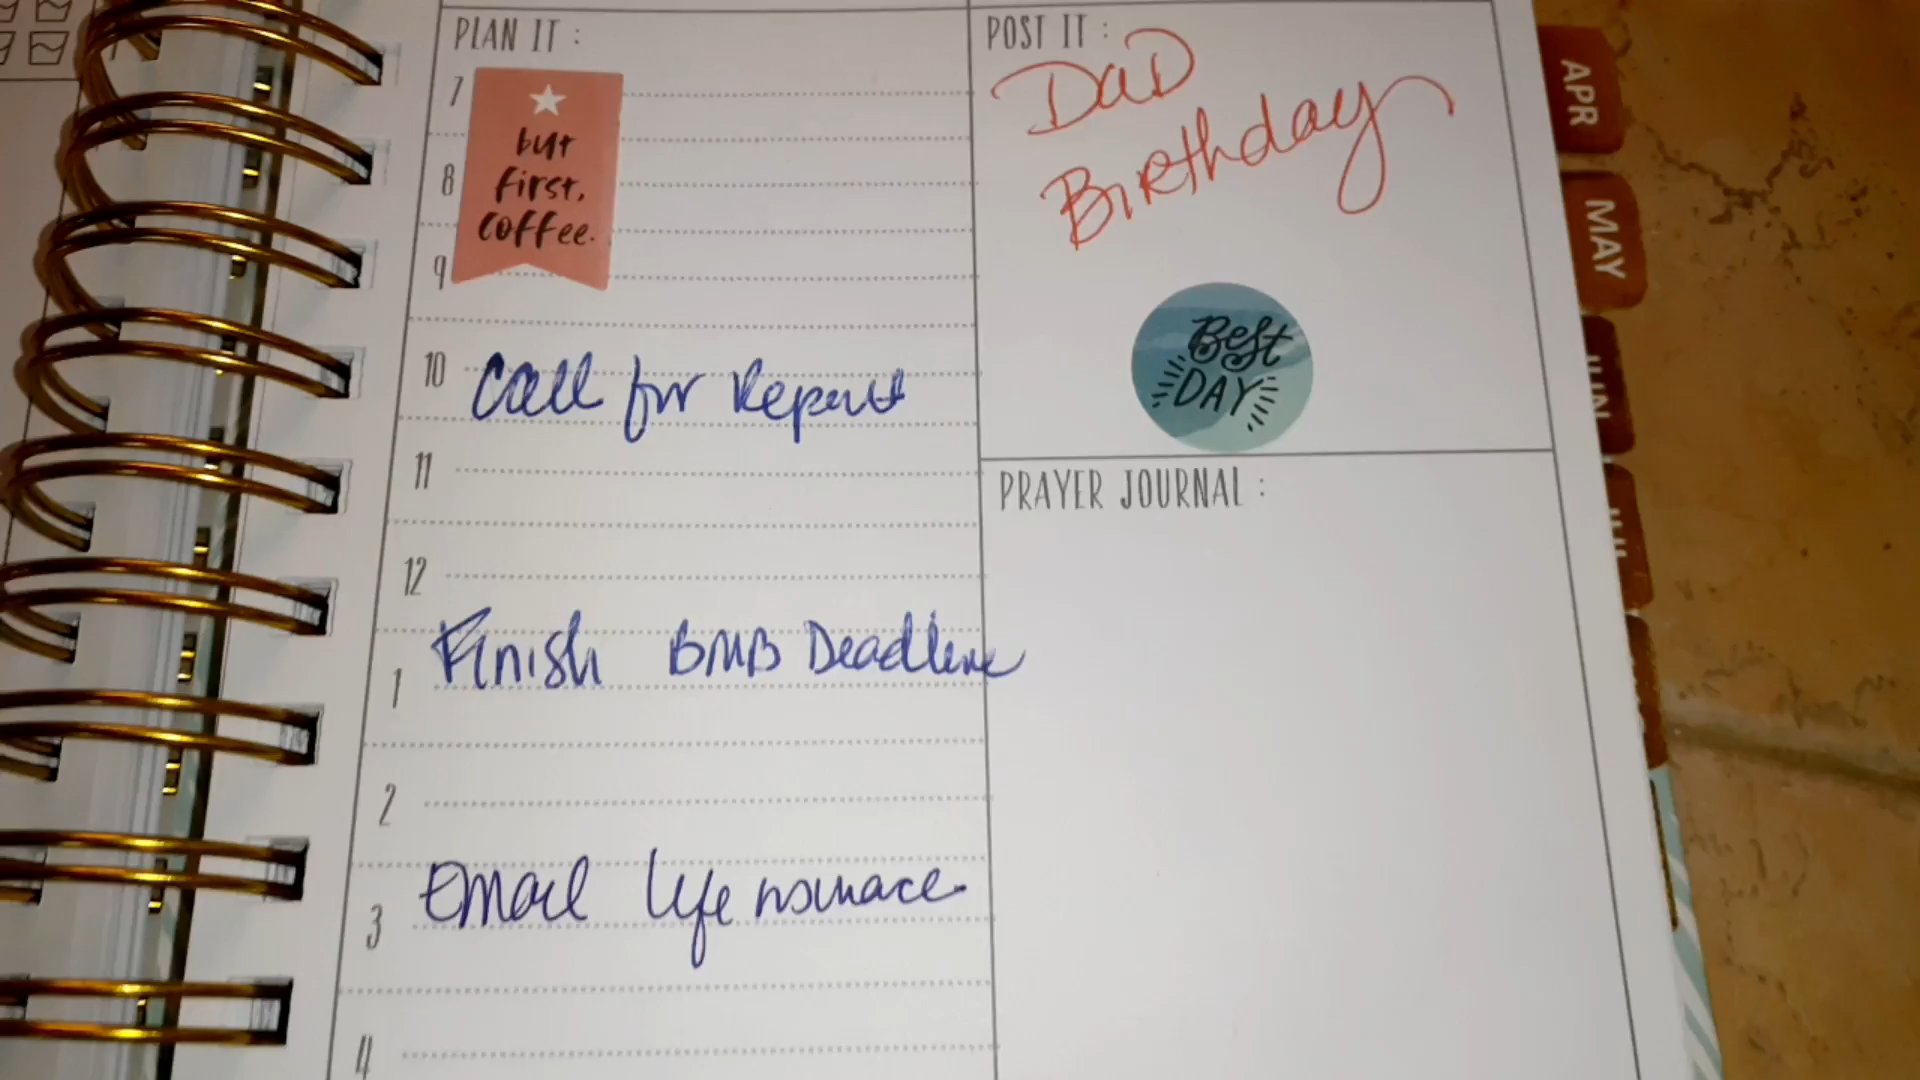 PLAN IT :
7
but
first,
coffee.
8
9
10
Call for Report
11
12
Finish BMB Deadline
1
2
Email life
3
4
POST IT :
Dad
Birthday
Best
DAY
PRAYER JOURNAL :
APR
MAY
JUN